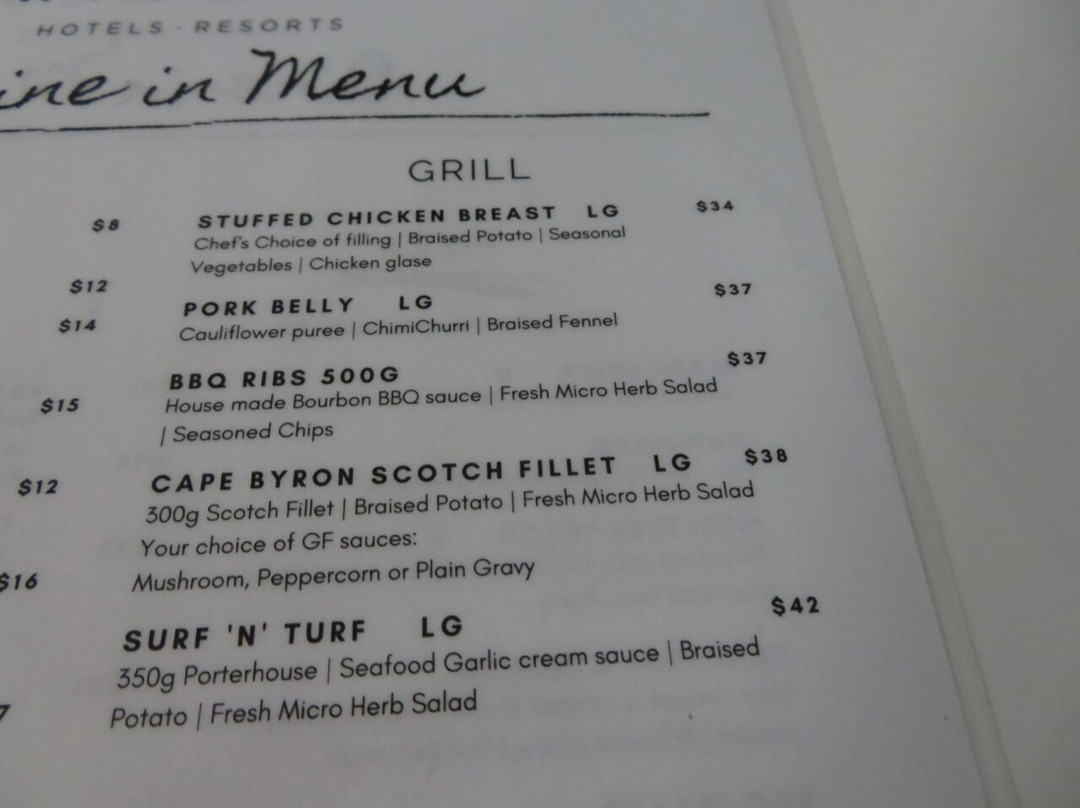 HOTELS · RESORTS
ine in Menu
GRILL
$8
STUFFED CHICKEN BREAST LG $34
Chef's Choice of filling | Braised Potato | Seasonal
Vegetables | Chicken glase
$12
PORK BELLY LG $37
$14
Cauliflower puree | ChimiChurri | Braised Fennel
BBQ RIBS 500G $37
$15
House made Bourbon BBQ sauce | Fresh Micro Herb Salad
| Seasoned Chips
$12
CAPE BYRON SCOTCH FILLET LG $38
300g Scotch Fillet | Braised Potato | Fresh Micro Herb Salad
Your choice of GF sauces:
$16
Mushroom, Peppercorn or Plain Gravy
SURF 'N' TURF LG $42
350g Porterhouse | Seafood Garlic cream sauce | Braised
7
Potato | Fresh Micro Herb Salad